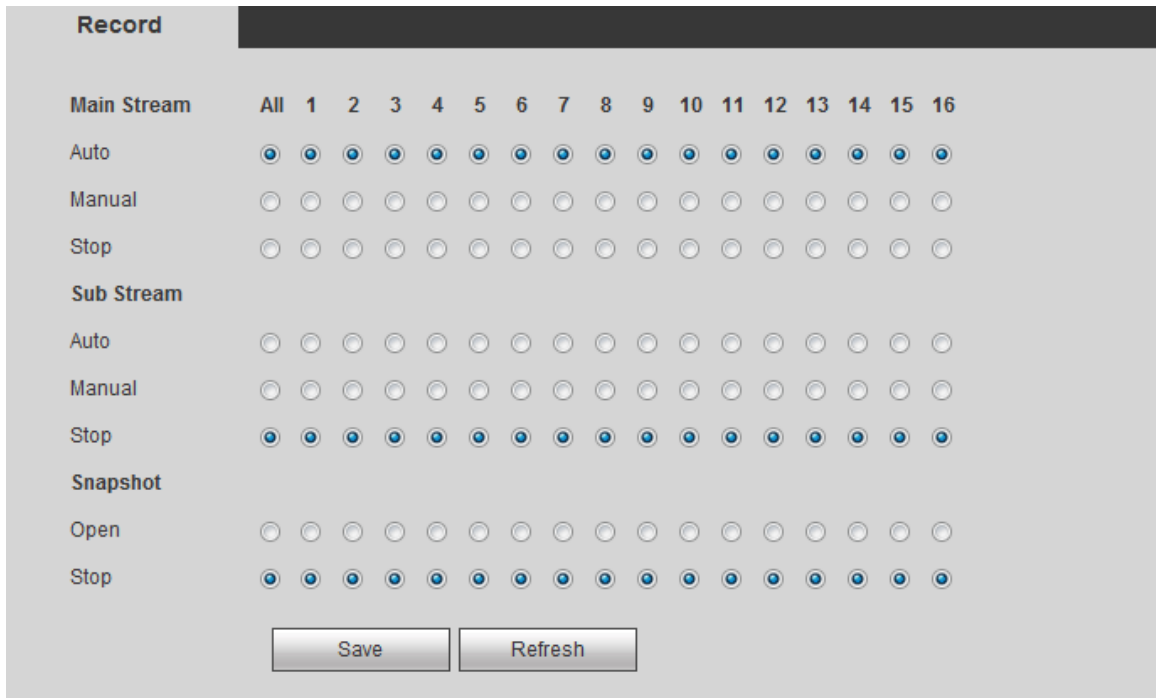 Record
Main Stream All 1 2 3 4 5 6 7 8 9 10 11 12 13 14 15 16
Auto
Manual
Stop
Sub Stream
Auto
Manual
Stop
Snapshot
Open
Stop
Save Refresh